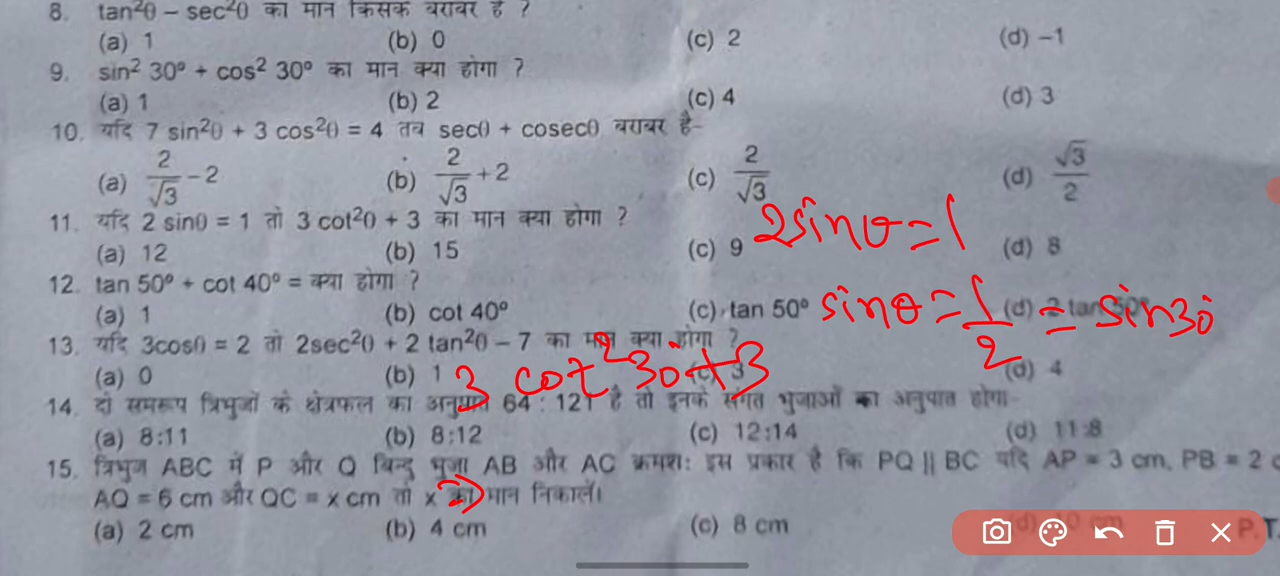 8. tan²θ – sec²θ का मान किसके बराबर है ?
(a) 1 (b) 0 (c) 2 (d) –1
9. sin² 30° + cos² 30° का मान क्या होगा ?
(a) 1 (b) 2 (c) 4 (d) 3
10. यदि 7 sin²θ + 3 cos²θ = 4 तब secθ + cosecθ बराबर है-
(a) 2/√3 – 2 (b) 2/√3 + 2 (c) 2/√3 (d) √3/2
11. यदि 2 sinθ = 1 तो 3 cot²θ + 3 का मान क्या होगा ?
2sinθ = 1
(a) 12 (b) 15 (c) 9 (d) 8
12. tan 50° + cot 40° = क्या होगा ?
(a) 1 (b) cot 40° (c) tan 50° (d) 2 tan 50°
sinθ = 1/2 = sin30°
13. यदि 3cosθ = 2 तो 2sec²θ + 2 tan²θ – 7 का मान क्या होगा ?
(a) 0 (b) 1 (c) 3 (d) 4
3 cot²30° + 3
14. दो समरूप त्रिभुजों के क्षेत्रफल का अनुपात 64 : 121 है तो इनके संगत भुजाओं का अनुपात होगा-
(a) 8:11 (b) 8:12 (c) 12:14 (d) 11:8
15. त्रिभुज ABC में P और Q बिन्दु भुजा AB और AC क्रमशः इस प्रकार है कि PQ || BC यदि AP = 3 cm, PB = 2
AQ = 6 cm और QC = x cm तो x का मान निकालें।
(a) 2 cm (b) 4 cm (c) 8 cm (d) 10 cm P.T.